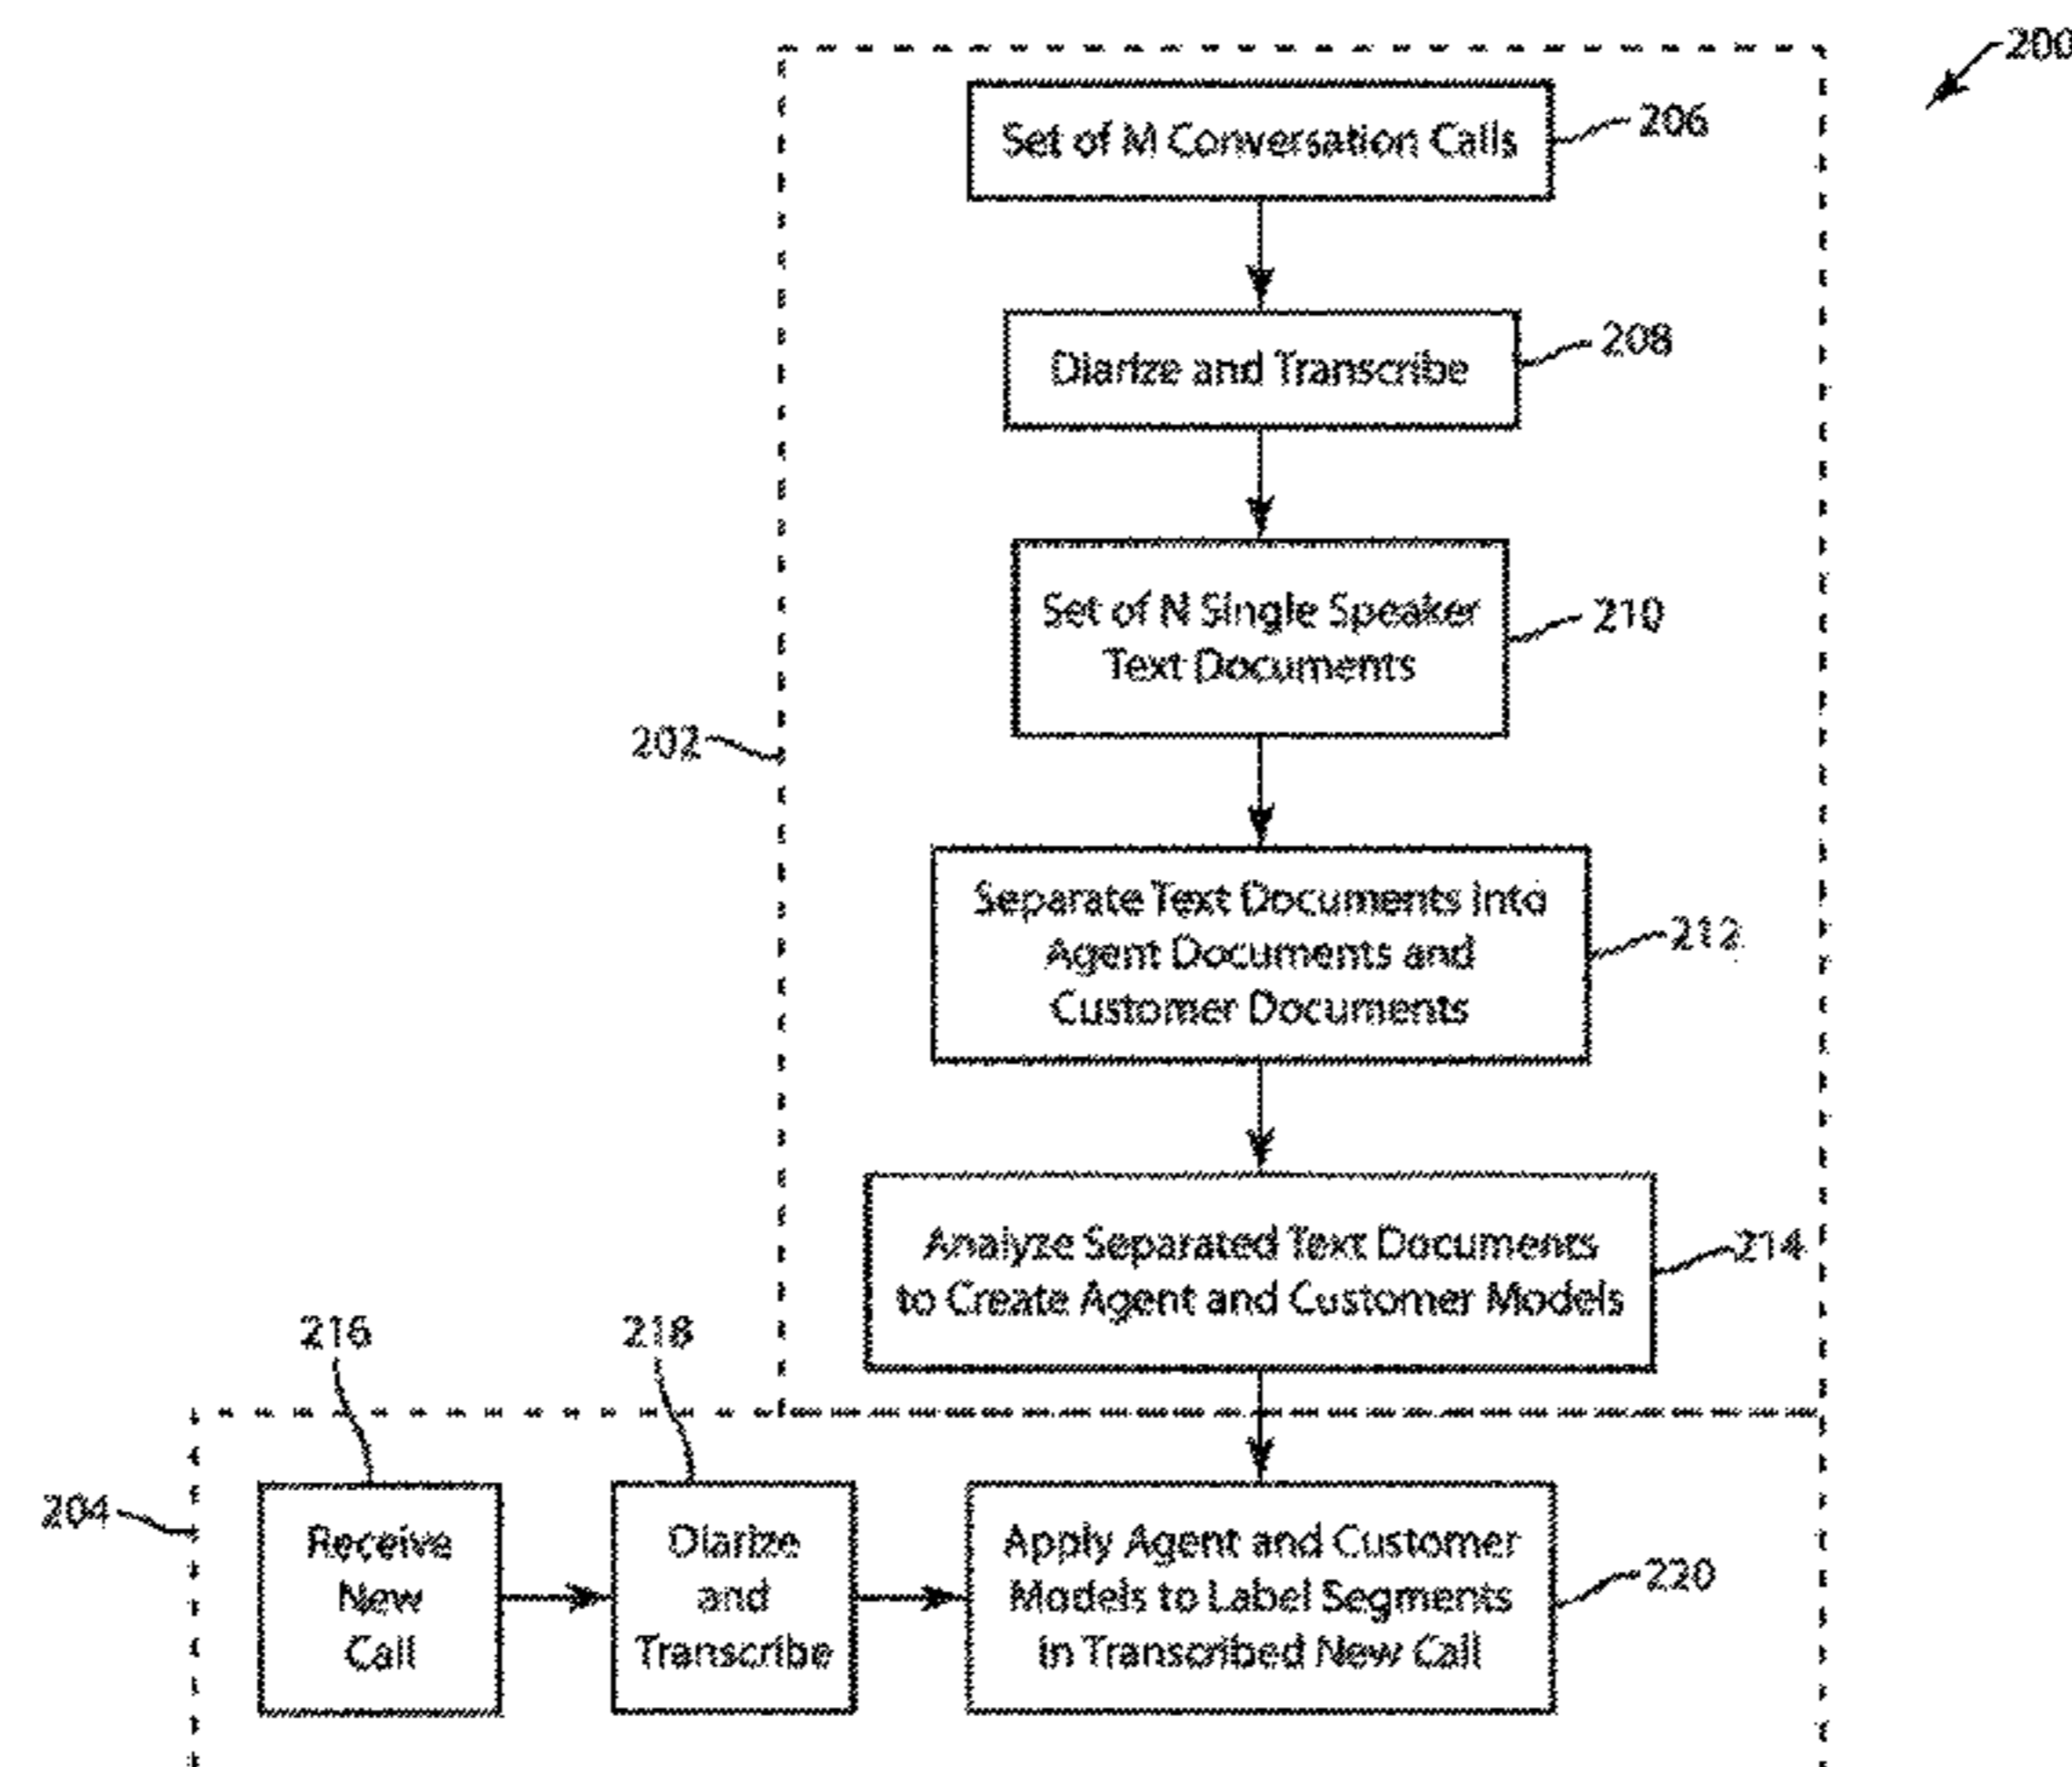 200
Set of M Conversation Calls
206
Diarize and Transcribe
208
Set of N Single Speaker
Text Documents
210
202
Separate Text Documents into
Agent Documents and
Customer Documents
212
Analyze Separated Text Documents
to Create Agent and Customer Models
214
216
218
204
Receive
New
Call
Diarize
and
Transcribe
Apply Agent and Customer
Models to Label Segments
in Transcribed New Call
220